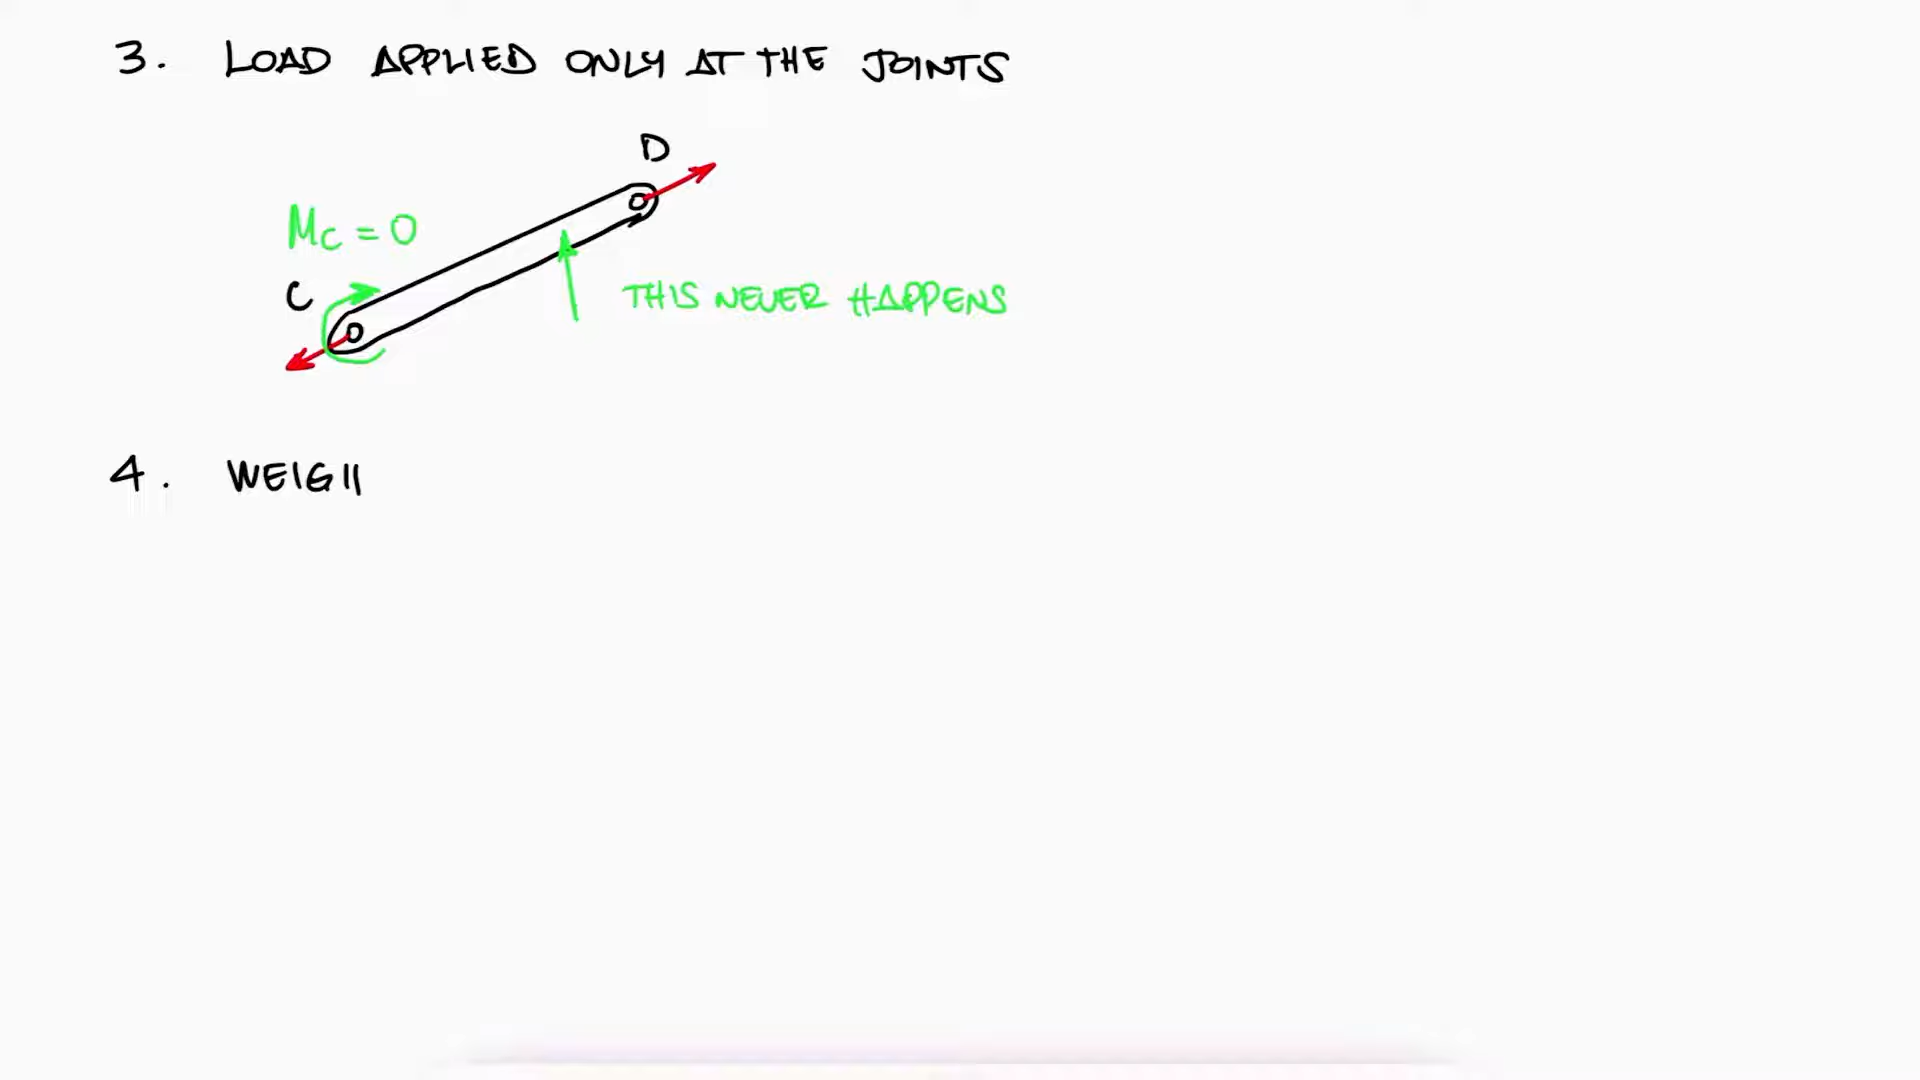 3. LOAD APPLIED ONLY AT THE JOINTS
D
Mc = 0
C
THIS NEVER HAPPENS
4. WEIG